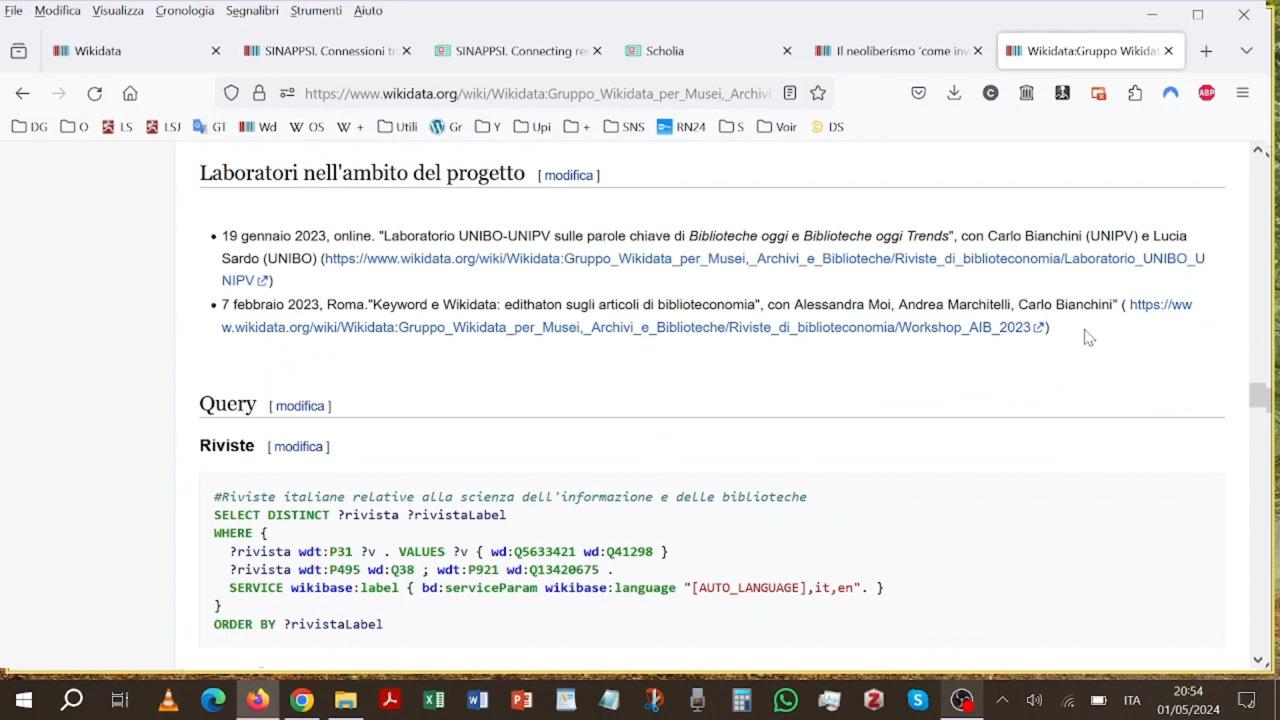 File Modifica Visualizza Cronologia Segnalibri Strumenti Aiuto
Wikidata
SINAPPSI. Connessioni tr
SINAPPSI. Connecting re
Scholia
Il neoliberismo 'come inv
Wikidata:Gruppo Wikidat
https://www.wikidata.org/wiki/Wikidata:Gruppo_Wikidata_per_Musei,_Archivi
C ABP
DG O LS LSJ GT Wd OS W + Utili Gr Y Upi + SNS RN24 S Voir DS
Laboratori nell'ambito del progetto [ modifica ]
• 19 gennaio 2023, online. "Laboratorio UNIBO-UNIPV sulle parole chiave di Biblioteche oggi e Biblioteche oggi Trends", con Carlo Bianchini (UNIPV) e Lucia
Sardo (UNIBO) (https://www.wikidata.org/wiki/Wikidata:Gruppo_Wikidata_per_Musei,_Archivi_e_Biblioteche/Riviste_di_biblioteconomia/Laboratorio_UNIBO_U
NIPV)
• 7 febbraio 2023, Roma."Keyword e Wikidata: edithaton sugli articoli di biblioteconomia", con Alessandra Moi, Andrea Marchitelli, Carlo Bianchini" ( https://ww
w.wikidata.org/wiki/Wikidata:Gruppo_Wikidata_per_Musei,_Archivi_e_Biblioteche/Riviste_di_biblioteconomia/Workshop_AIB_2023)
Query [ modifica ]
Riviste [ modifica ]
#Riviste italiane relative alla scienza dell'informazione e delle biblioteche
SELECT DISTINCT ?rivista ?rivistaLabel
WHERE {
?rivista wdt:P31 ?v . VALUES ?v { wd:Q5633421 wd:Q41298 }
?rivista wdt:P495 wd:Q38 ; wdt:P921 wd:Q13420675 .
SERVICE wikibase:label { bd:serviceParam wikibase:language "[AUTO_LANGUAGE],it,en". }
}
ORDER BY ?rivistaLabel
ITA
20:54
01/05/2024